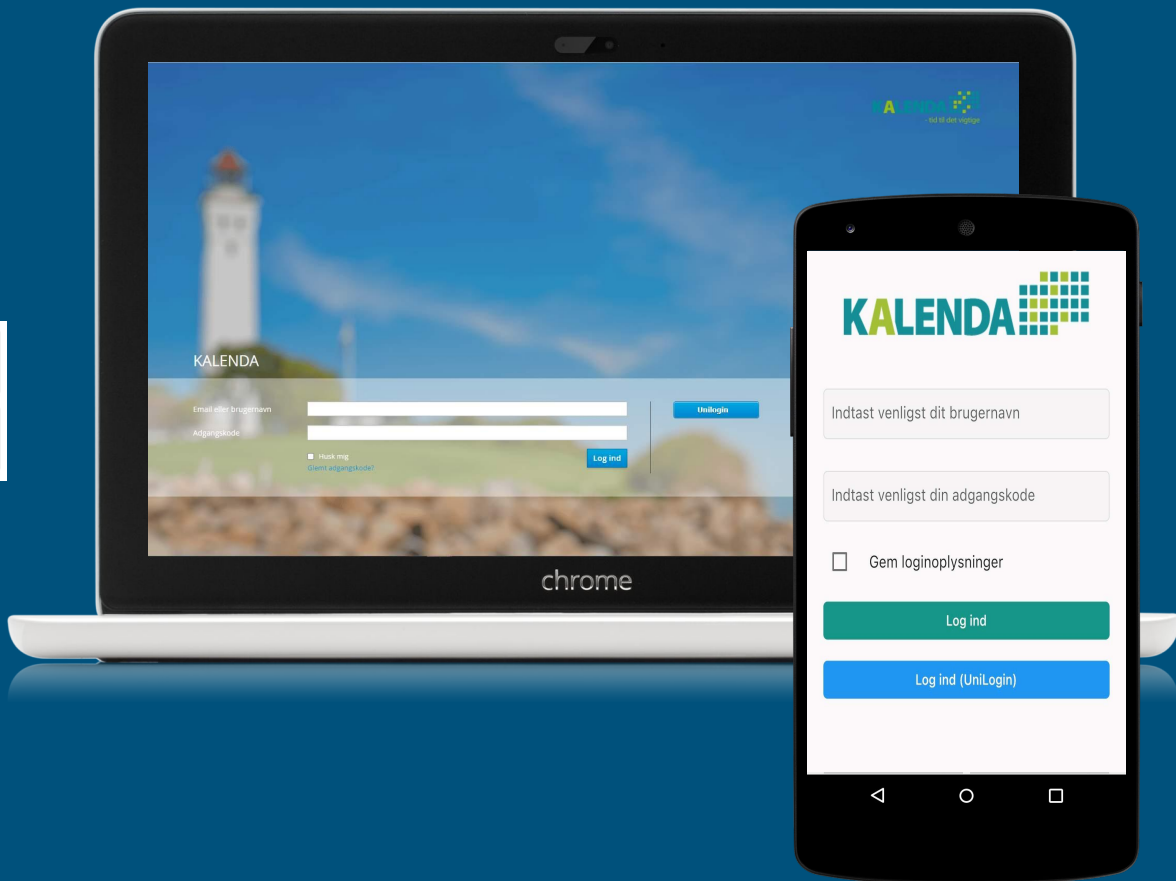 KALENDA
- tid til det vigtige
KALENDA
Email eller brugernavn
Adgangskode
Husk mig
Glemt adgangskode?
Log ind
Unilogin
chrome
KALENDA
Indtast venligst dit brugernavn
Indtast venligst din adgangskode
Gem loginoplysninger
Log ind
Log ind (UniLogin)